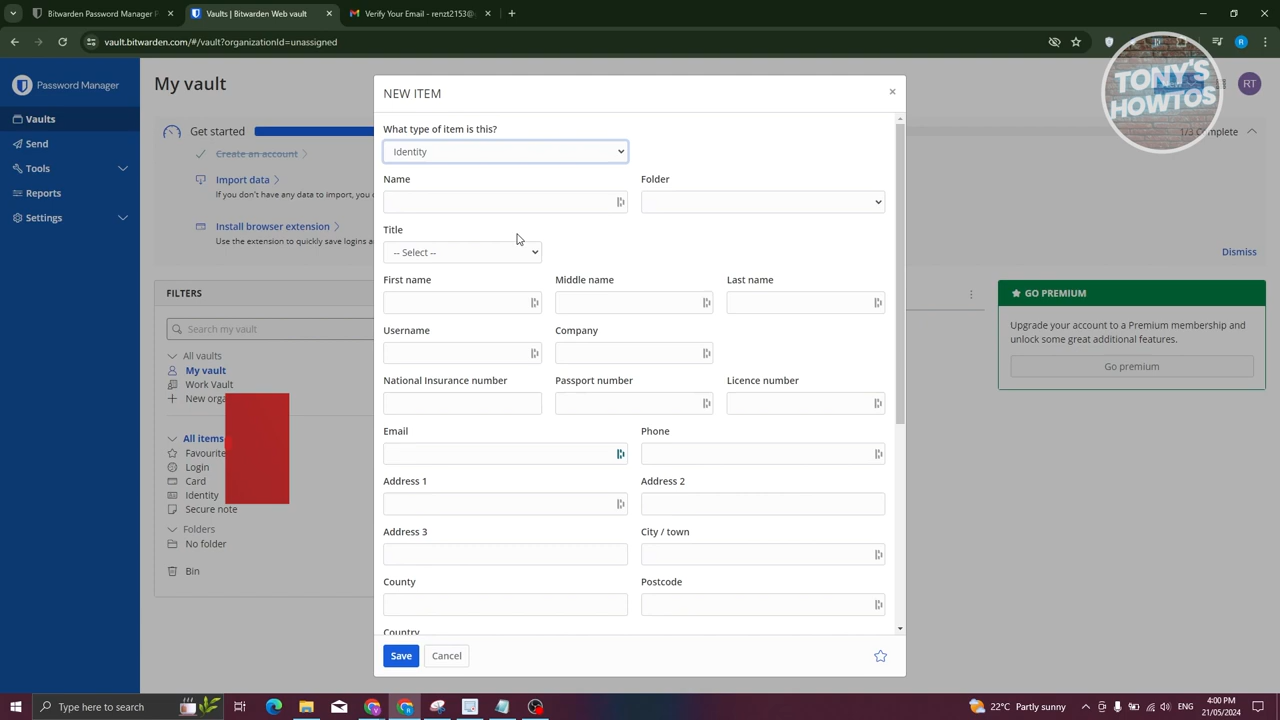 Bitwarden Password Manager
Vaults | Bitwarden Web vault
Verify Your Email - renzt2153@
vault.bitwarden.com/#/vault?organizationId=unassigned
R
TONY'S
HOWTOS
Password Manager
Vaults
Send
Tools
Reports
Settings
My vault
RT
Get started
1/3 Complete
Create an account
Import data
If you don't have any data to import, you
Install browser extension
Use the extension to quickly save logins a
Dismiss
FILTERS
Search my vault
All vaults
My vault
Work Vault
New orga
All items
Favourite
Login
Card
Identity
Secure note
Folders
No folder
Bin
NEW ITEM
What type of item is this?
Identity
Name
Folder
Title
-- Select --
First name
Middle name
Last name
Username
Company
National Insurance number
Passport number
Licence number
Email
Phone
Address 1
Address 2
Address 3
City / town
County
Postcode
Country
Save
Cancel
GO PREMIUM
Upgrade your account to a Premium membership and
unlock some great additional features.
Go premium
Type here to search
22°C Partly sunny
4:00 PM
21/05/2024